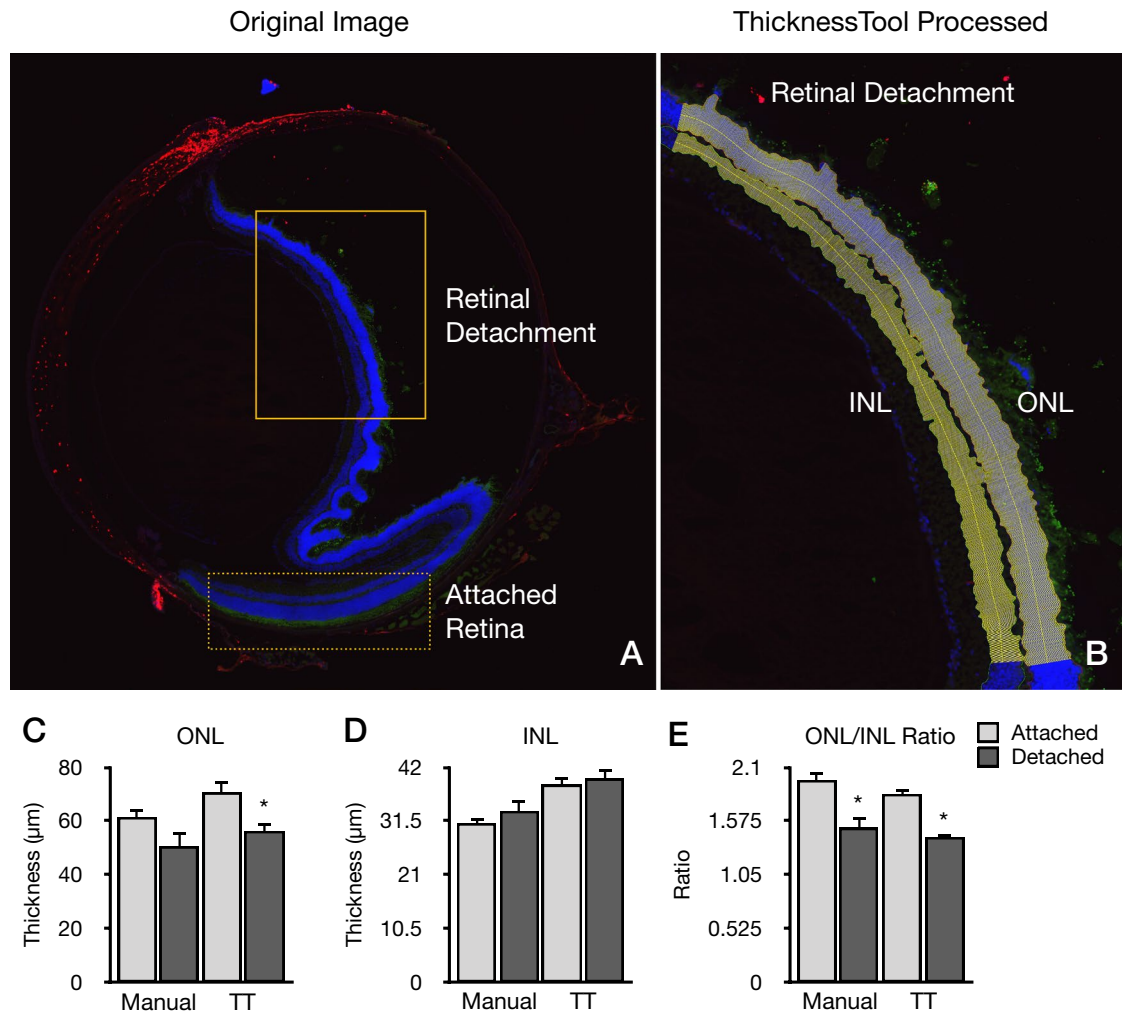 Original Image
ThicknessTool Processed
Retinal Detachment
Retinal
Detachment
INL
ONL
Attached
Retina
A
B
C
ONL
D
INL
E
ONL/INL Ratio
Attached
Detached
80
60
40
20
0
Thickness (µm)
*
Manual
TT
42
31.5
21
10.5
0
Thickness (µm)
Manual
TT
2.1
1.575
1.05
0.525
0
Ratio
*
*
Manual
TT